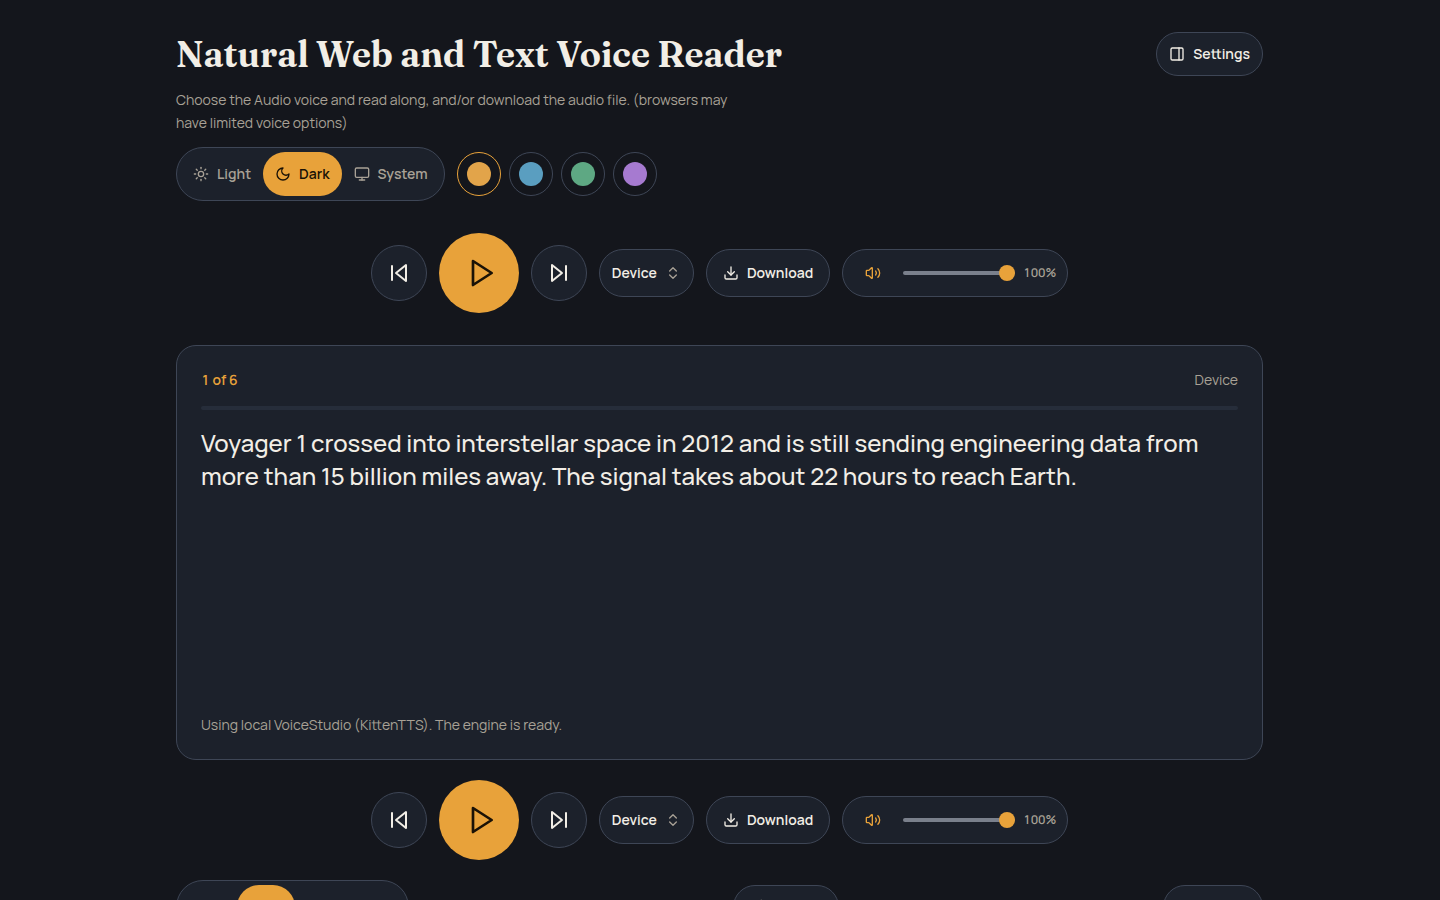 Natural Web and Text Voice Reader
Settings
Choose the Audio voice and read along, and/or download the audio file. (browsers may
have limited voice options)
Light
Dark
System
Device
Download
100%
1 of 6
Device
Voyager 1 crossed into interstellar space in 2012 and is still sending engineering data from
more than 15 billion miles away. The signal takes about 22 hours to reach Earth.
Using local VoiceStudio (KittenTTS). The engine is ready.
Device
Download
100%